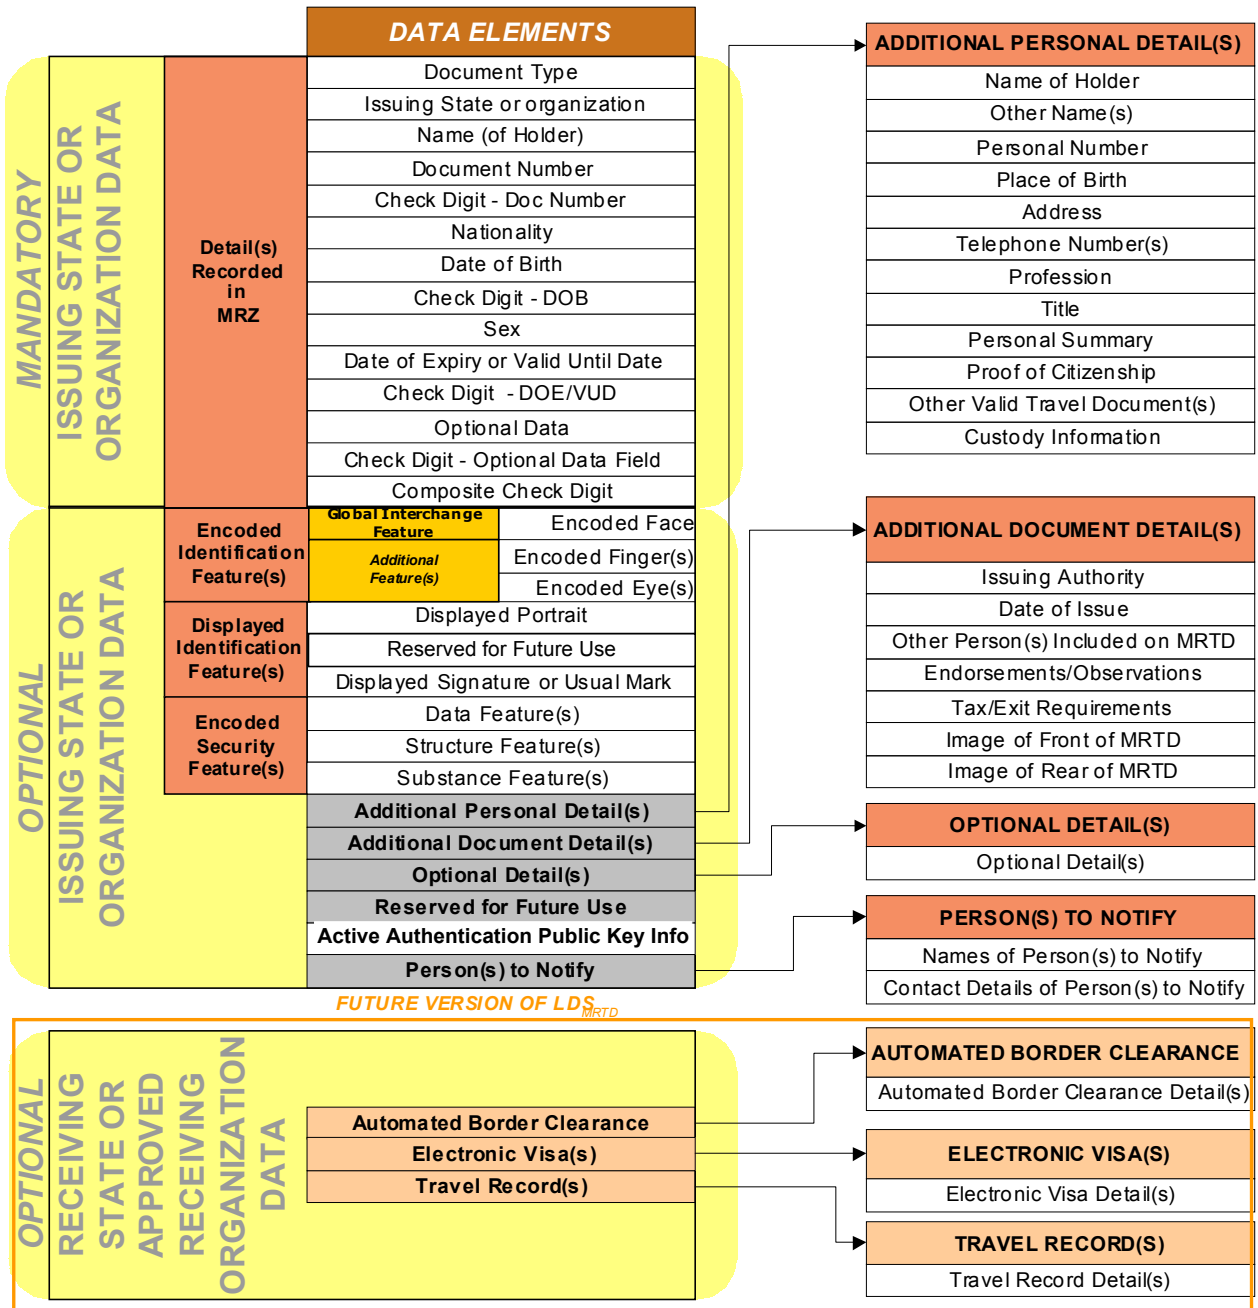 DATA ELEMENTS
MANDATORY
ISSUING STATE OR
ORGANIZATION DATA
Detail(s)
Recorded
in
MRZ
Document Type
Issuing State or organization
Name (of Holder)
Document Number
Check Digit - Doc Number
Nationality
Date of Birth
Check Digit - DOB
Sex
Date of Expiry or Valid Until Date
Check Digit - DOE/VUD
Optional Data
Check Digit - Optional Data Field
Composite Check Digit
OPTIONAL
ISSUING STATE OR
ORGANIZATION DATA
Encoded
Identification
Feature(s)
Global Interchange
Feature
Encoded Face
Additional
Feature(s)
Encoded Finger(s)
Encoded Eye(s)
Displayed
Identification
Feature(s)
Displayed Portrait
Reserved for Future Use
Displayed Signature or Usual Mark
Encoded
Security
Feature(s)
Data Feature(s)
Structure Feature(s)
Substance Feature(s)
Additional Personal Detail(s)
Additional Document Detail(s)
Optional Detail(s)
Reserved for Future Use
Active Authentication Public Key Info
Person(s) to Notify
ADDITIONAL PERSONAL DETAIL(S)
Name of Holder
Other Name(s)
Personal Number
Place of Birth
Address
Telephone Number(s)
Profession
Title
Personal Summary
Proof of Citizenship
Other Valid Travel Document(s)
Custody Information
ADDITIONAL DOCUMENT DETAIL(S)
Issuing Authority
Date of Issue
Other Person(s) Included on MRTD
Endorsements/Observations
Tax/Exit Requirements
Image of Front of MRTD
Image of Rear of MRTD
OPTIONAL DETAIL(S)
Optional Detail(s)
PERSON(S) TO NOTIFY
Names of Person(s) to Notify
Contact Details of Person(s) to Notify
FUTURE VERSION OF LDS MRTD
OPTIONAL
RECEIVING
STATE OR
APPROVED
RECEIVING
ORGANIZATION
DATA
Automated Border Clearance
Electronic Visa(s)
Travel Record(s)
AUTOMATED BORDER CLEARANCE
Automated Border Clearance Detail(s)
ELECTRONIC VISA(S)
Electronic Visa Detail(s)
TRAVEL RECORD(S)
Travel Record Detail(s)